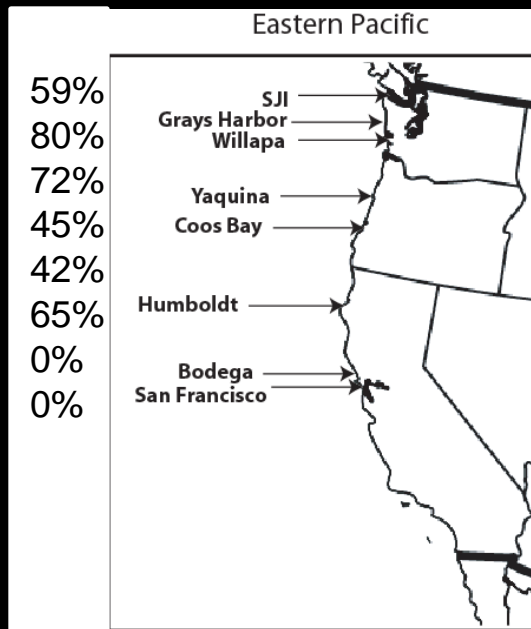 Eastern Pacific
59%
80%
72%
45%
42%
65%
0%
0%
SJI
Grays Harbor
Willapa
Yaquina
Coos Bay
Humboldt
Bodega
San Francisco